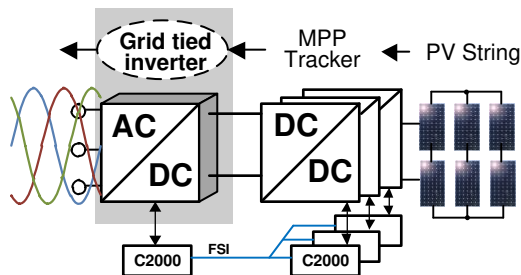 Grid tied
inverter
MPP
Tracker
PV String
AC
DC
DC
DC
C2000
FSI
C2000